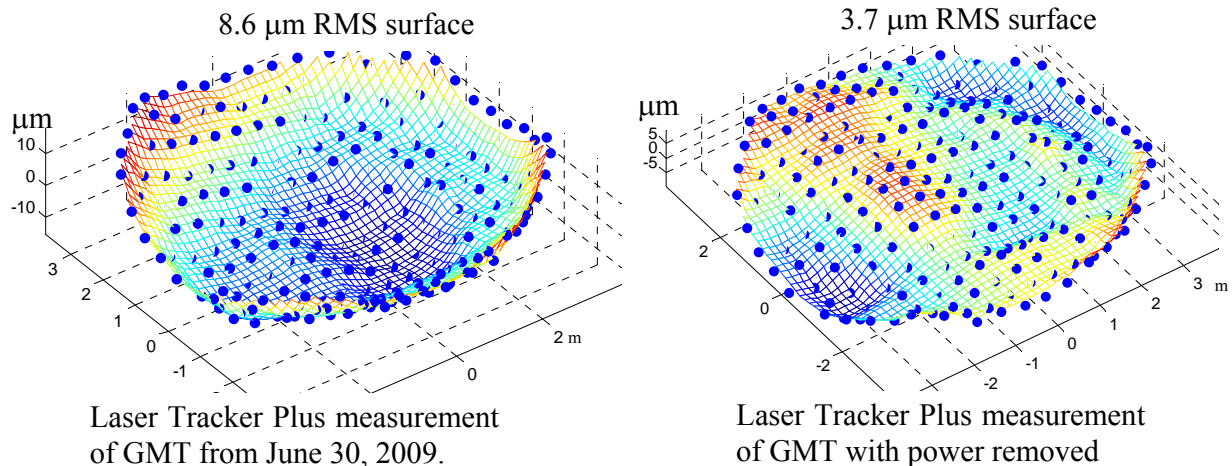 8.6 μm RMS surface
3.7 μm RMS surface
μm
10
0
-10
3
2
1
0
-1
0
2 m
μm
5
0
-5
2
0
-2
-2
-1
0
1
2
3
m
Laser Tracker Plus measurement
of GMT from June 30, 2009.
Laser Tracker Plus measurement
of GMT with power removed